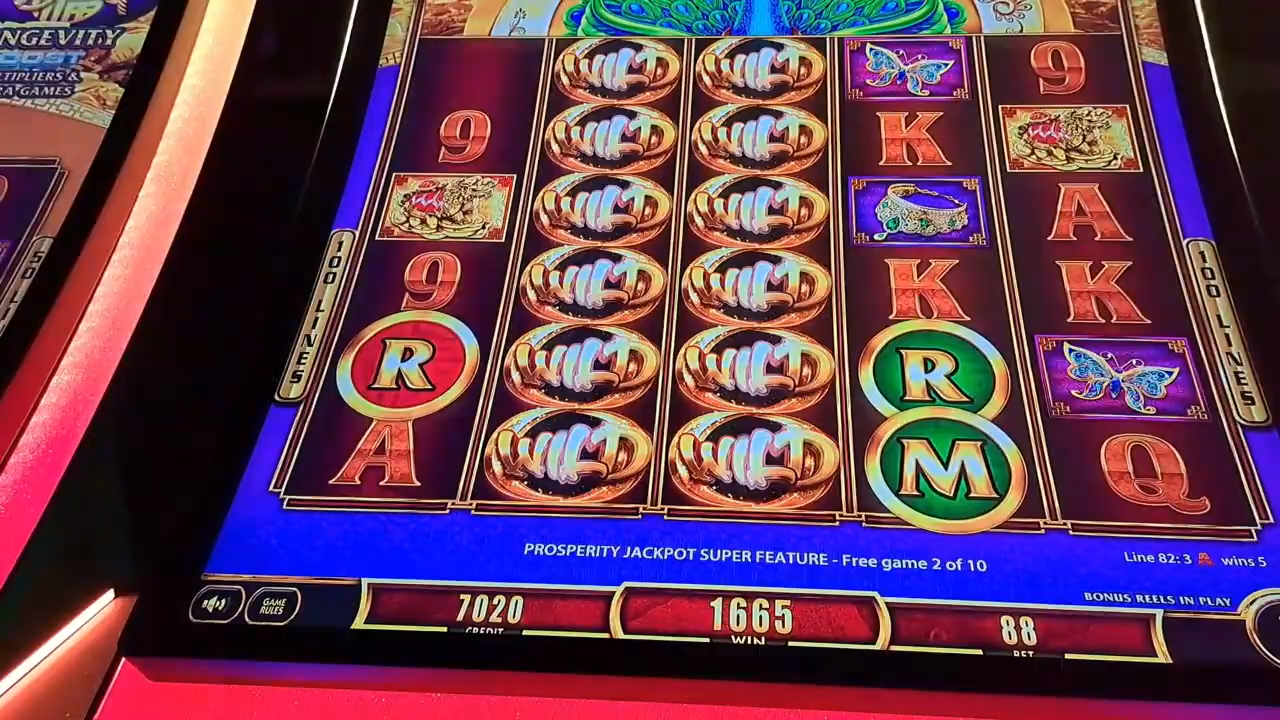 NGEVITY
OOST
TIPLIERS &
RA GAMES
WILD WILD 9
9 WILD WILD K
WILD WILD A
9 WILD WILD K K
R WILD WILD R
A WILD WILD M Q
100 LINES
100 LINES
PROSPERITY JACKPOT SUPER FEATURE - Free game 2 of 10
Line 82: 3 wins 5
BONUS REELS IN PLAY
GAME
RULES
7020 1665 88
CREDIT WIN BET